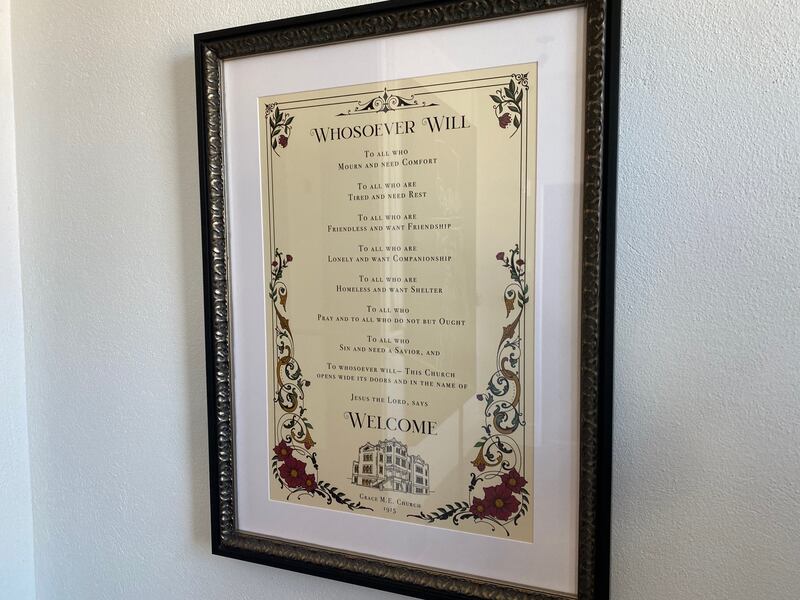 Whosoever Will
To all who
Mourn and need Comfort
To all who are
Tired and need Rest
To all who are
Friendless and want Friendship
To all who are
Lonely and want Companionship
To all who are
Homeless and want Shelter
To all who
Pray and to all who do not but Ought
To all who
Sin and need a Savior, and
To whosoever will— This Church
opens wide its doors and in the name of
Jesus the Lord, says
Welcome
Grace M.E. Church
1915